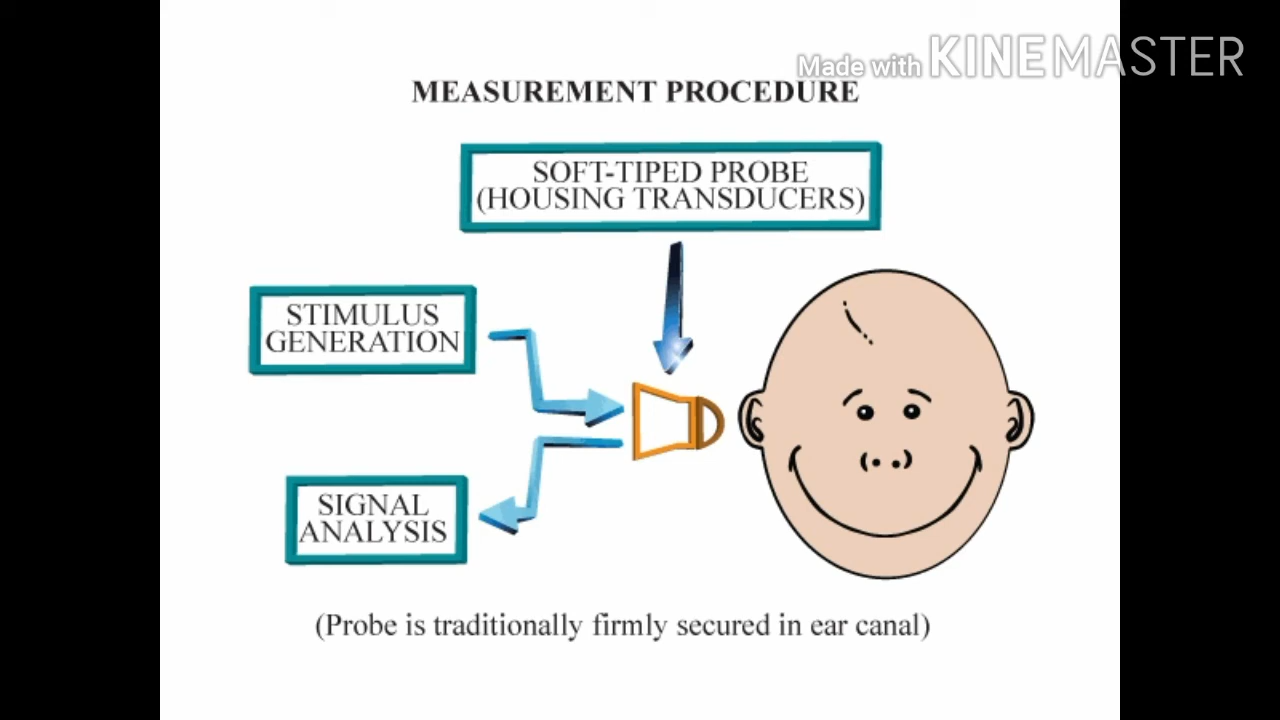 Made with KINEMASTER
MEASUREMENT PROCEDURE
SOFT-TIPED PROBE
(HOUSING TRANSDUCERS)
STIMULUS
GENERATION
SIGNAL
ANALYSIS
(Probe is traditionally firmly secured in ear canal)